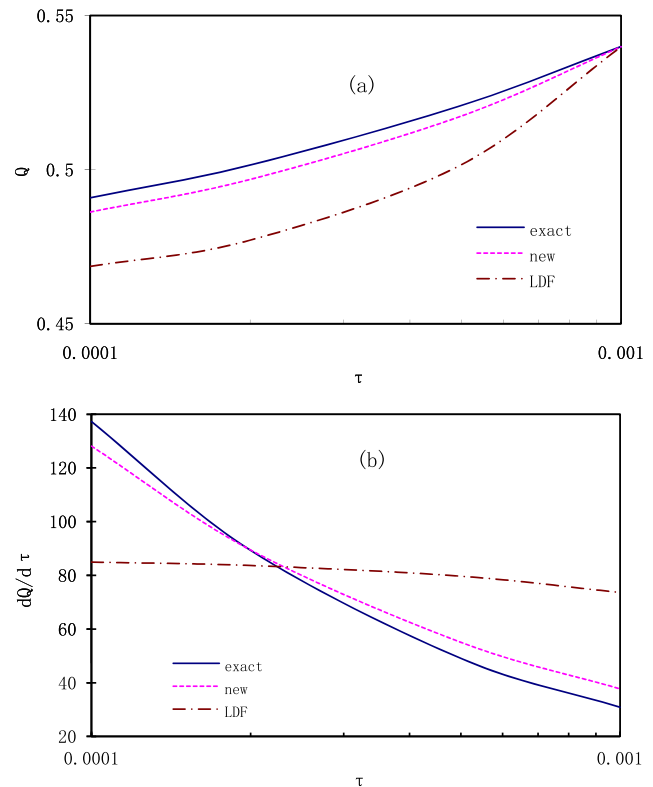 0.55
(a)
Q
0.5
exact
new
LDF
0.45
0.0001
0.001
τ
140
(b)
120
100
80
dQ/d τ
60
exact
new
40
LDF
20
0.0001
0.001
τ